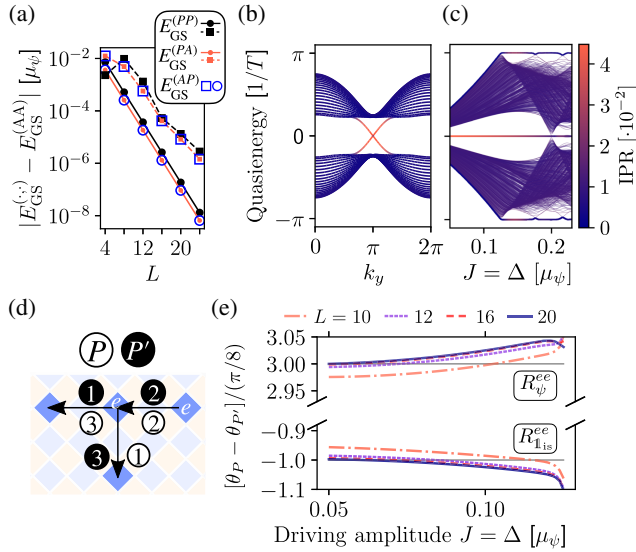 (a)
E_GS^(PP)
E_GS^(PA)
E_GS^(AP)
|E_GS^(·,·) − E_GS^(AA)| [μ_ψ]
10⁻²
10⁻⁴
10⁻⁶
10⁻⁸
4 12 20
L
(b)
Quasienergy [1/T]
π
0
−π
0 π 2π
k_y
(c)
0.1 0.2
J = Δ [μ_ψ]
IPR [·10⁻²]
4
3
2
1
0
(d)
P P′
1 2
e e
3 2
3 1
(e)
L = 10 12 16 20
[θ_P − θ_P′]/(π/8)
3.05
3.00
2.95
R_ψ^ee
−0.9
−1.0
−1.1
R_𝟙is^ee
0.05 0.10
Driving amplitude J = Δ [μ_ψ]